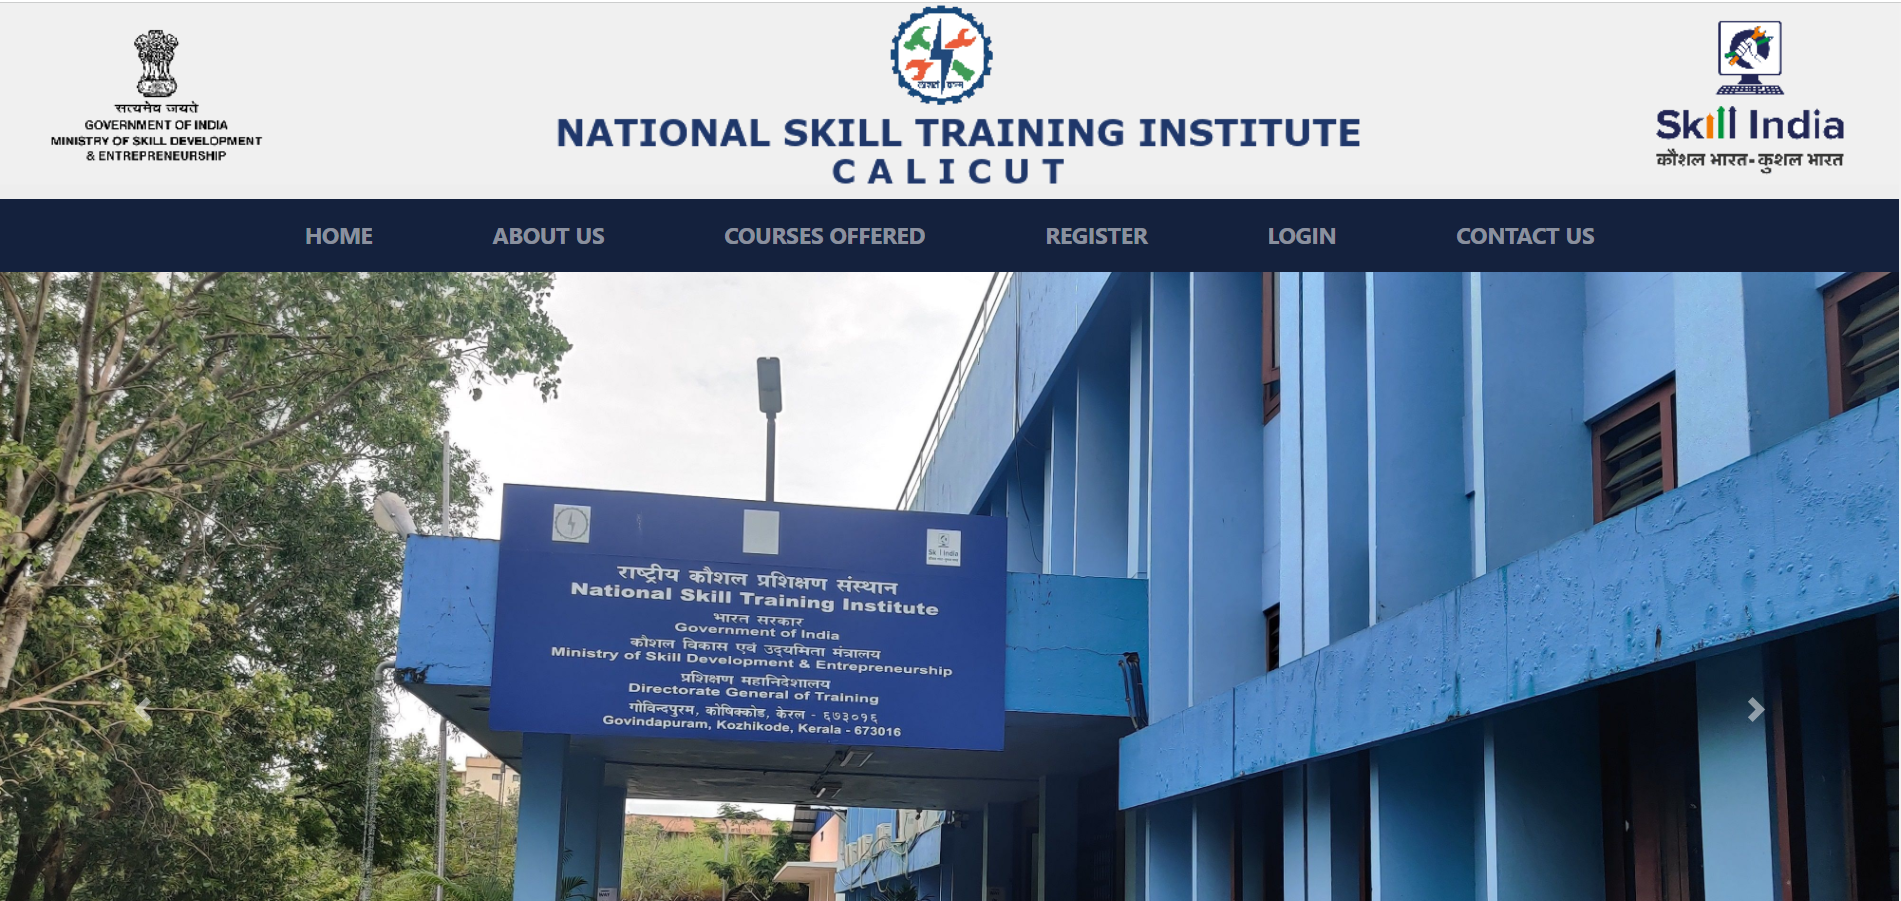 सत्यमेव जयते
GOVERNMENT OF INDIA
MINISTRY OF SKILL DEVELOPMENT
& ENTREPRENEURSHIP
NATIONAL SKILL TRAINING INSTITUTE
CALICUT
Skill India
कौशल भारत-कुशल भारत
HOME ABOUT US COURSES OFFERED REGISTER LOGIN CONTACT US
Skill India
राष्ट्रीय कौशल प्रशिक्षण संस्थान
National Skill Training Institute
भारत सरकार
Government of India
कौशल विकास एवं उद्यमिता मंत्रालय
Ministry of Skill Development & Entrepreneurship
प्रशिक्षण महानिदेशालय
Directorate General of Training
गोविन्दपुरम, कोषिक्कोड, केरल - ६७३०१६
Govindapuram, Kozhikode, Kerala - 673016